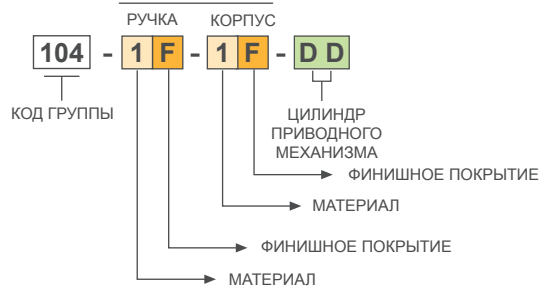 РУЧКА КОРПУС
104 - 1 F - 1 F - D D
КОД ГРУППЫ
ЦИЛИНДР
ПРИВОДНОГО
МЕХАНИЗМА
ФИНИШНОЕ ПОКРЫТИЕ
МАТЕРИАЛ
ФИНИШНОЕ ПОКРЫТИЕ
МАТЕРИАЛ